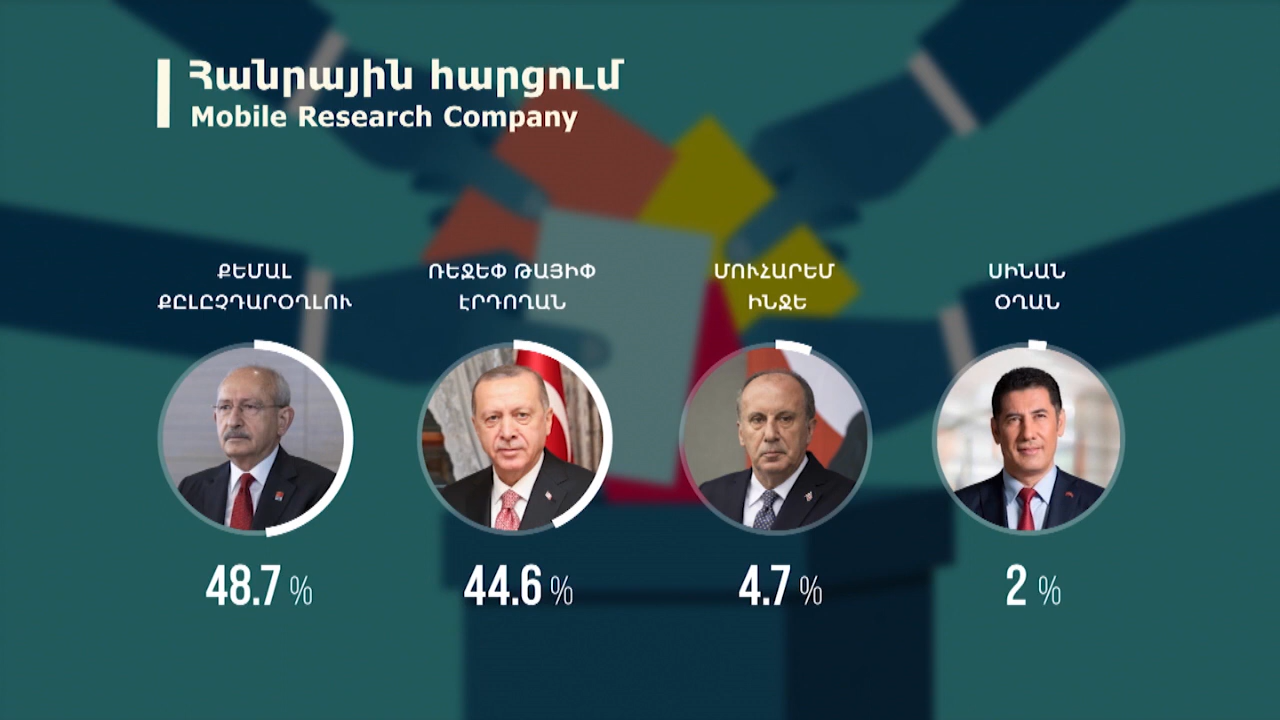 Հանրային հարցում
Mobile Research Company
ՔԵՄԱԼ
ՔԸԼԸՉԴԱՐՕՂԼՈՒ
ՌԵՋԵՓ ԹԱՅԻՓ
ԷՐԴՈՂԱՆ
ՄՈՒՀԱՐԵՄ
ԻՆՋԵ
ՍԻՆԱՆ
ՕՂԱՆ
48.7 %
44.6 %
4.7 %
2 %